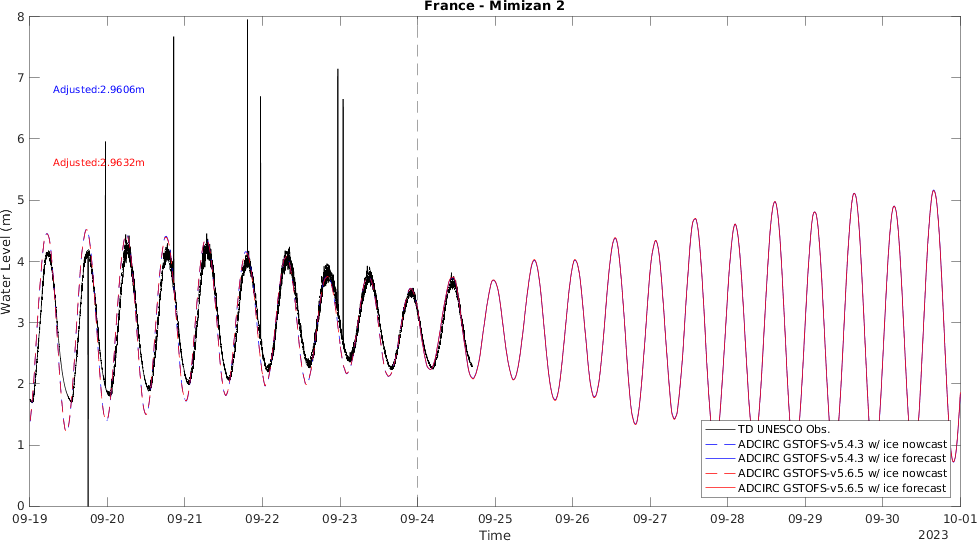 France - Mimizan 2
8
7
6
5
4
3
2
1
0
Water Level (m)
Adjusted:2.9606m
Adjusted:2.9632m
TD UNESCO Obs.
ADCIRC GSTOFS-v5.4.3 w/ ice nowcast
ADCIRC GSTOFS-v5.4.3 w/ ice forecast
ADCIRC GSTOFS-v5.6.5 w/ ice nowcast
ADCIRC GSTOFS-v5.6.5 w/ ice forecast
09-19 09-20 09-21 09-22 09-23 09-24 09-25 09-26 09-27 09-28 09-29 09-30 10-01
Time
2023